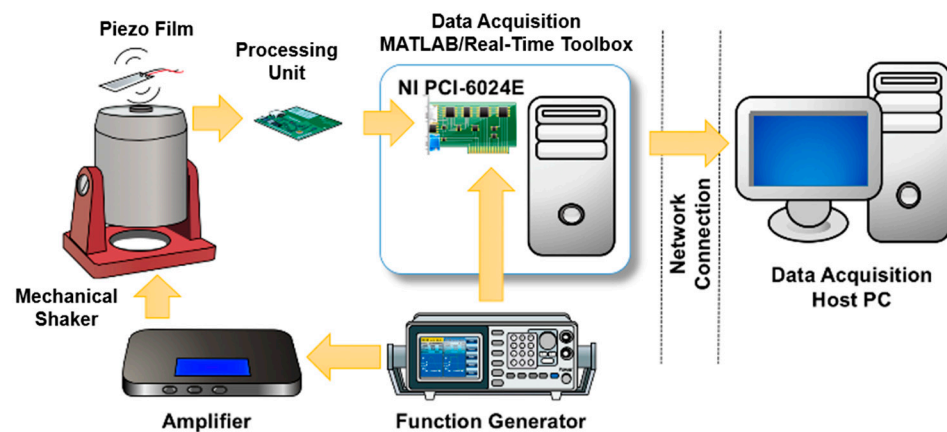 Piezo Film
Processing
Unit
Data Acquisition
MATLAB/Real-Time Toolbox
NI PCI-6024E
Network
Connection
Data Acquisition
Host PC
Mechanical
Shaker
Amplifier
Function Generator